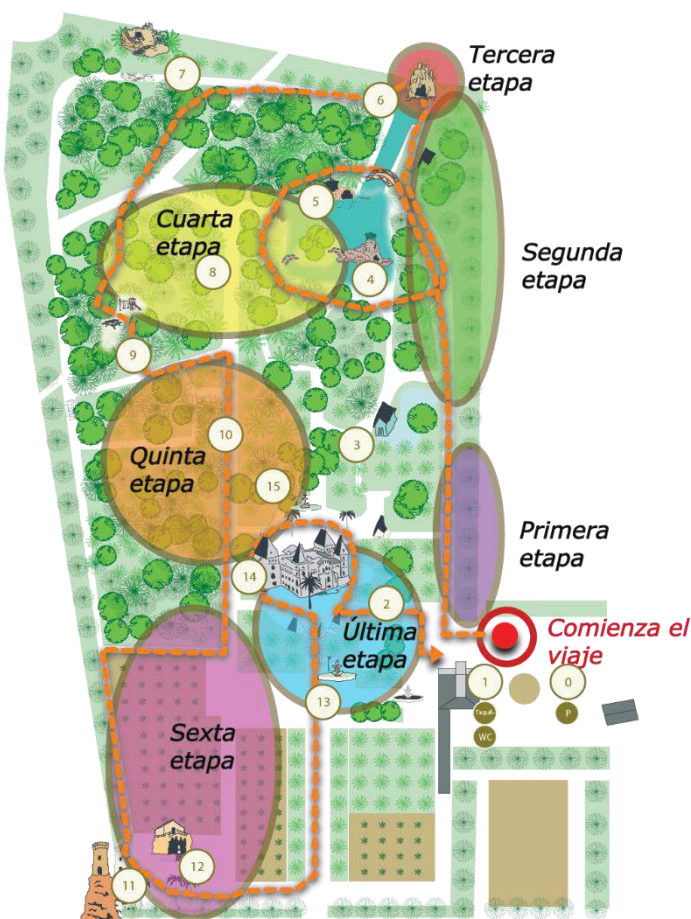 Tercera
etapa
7
6
5
Cuarta
etapa
Segunda
etapa
8
4
9
10
3
Quinta
etapa
15
Primera
etapa
14
2
Última
etapa
Comienza el
viaje
1
0
13
P
WC
Sexta
etapa
12
11